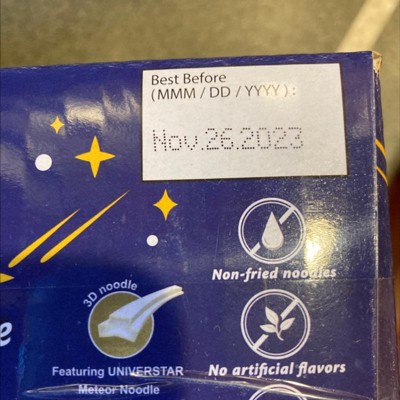 Best Before
(MMM / DD / YYYY) :
Nov.26.2023
Non-fried noodles
3D noodle
Featuring UNIVERSTAR
Meteor Noodle
No artificial flavors